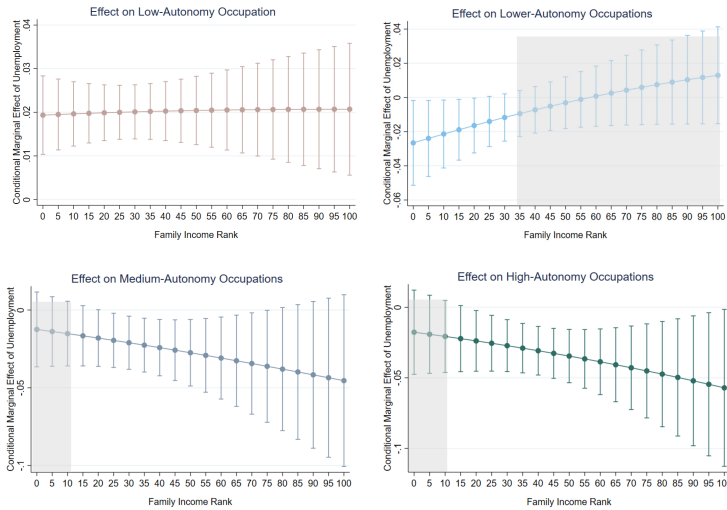 Effect on Low-Autonomy Occupation
Conditional Marginal Effect of Unemployment
.04
.03
.02
.01
0
0 5 10 15 20 25 30 35 40 45 50 55 60 65 70 75 80 85 90 95 100
Family Income Rank
Effect on Lower-Autonomy Occupations
Conditional Marginal Effect of Unemployment
.04
.02
0
-.02
-.04
-.06
0 5 10 15 20 25 30 35 40 45 50 55 60 65 70 75 80 85 90 95 100
Family Income Rank
Effect on Medium-Autonomy Occupations
Conditional Marginal Effect of Unemployment
0
-.05
-.1
0 5 10 15 20 25 30 35 40 45 50 55 60 65 70 75 80 85 90 95 100
Family Income Rank
Effect on High-Autonomy Occupations
Conditional Marginal Effect of Unemployment
0
-.05
-.1
0 5 10 15 20 25 30 35 40 45 50 55 60 65 70 75 80 85 90 95 100
Family Income Rank